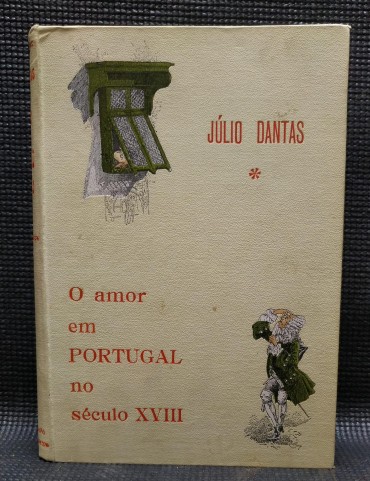 JÚLIO DANTAS
*
O amor
em
PORTUGAL
no
século XVIII